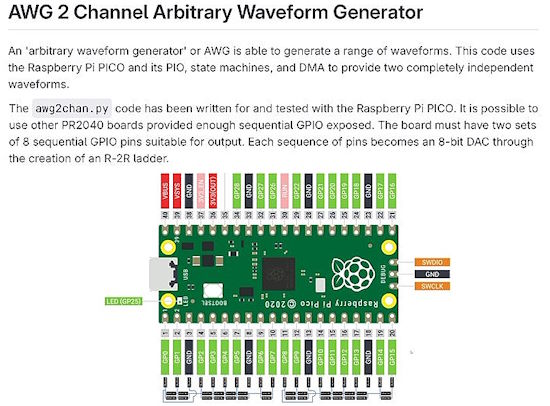 AWG 2 Channel Arbitrary Waveform Generator
An 'arbitrary waveform generator' or AWG is able to generate a range of waveforms. This code uses
the Raspberry Pi PICO and its PIO, state machines, and DMA to provide two completely independent
waveforms.
The awg2chan.py code has been written for and tested with the Raspberry Pi PICO. It is possible to
use other PR2040 boards provided enough sequential GPIO exposed. The board must have two sets
of 8 sequential GPIO pins suitable for output. Each sequence of pins becomes an 8-bit DAC through
the creation of an R-2R ladder.
VBUS VSYS GND 3V3_EN 3V3(OUT) GP28 GND GP27 GP26 RUN GP22 GND GP21 GP20 GP19 GP18 GND GP17 GP16
40 39 38 37 36 35 34 33 32 31 30 29 28 27 26 25 24 23 22 21
USB
LED
BOOTSEL
Raspberry Pi Pico ©2020
DEBUG
SWDIO
GND
SWCLK
LED (GP25)
1 2 3 4 5 6 7 8 9 10 11 12 13 14 15 16 17 18 19 20
GP0 GP1 GND GP2 GP3 GP4 GP5 GND GP6 GP7 GP8 GP9 GND GP10 GP11 GP12 GP13 GND GP14 GP15